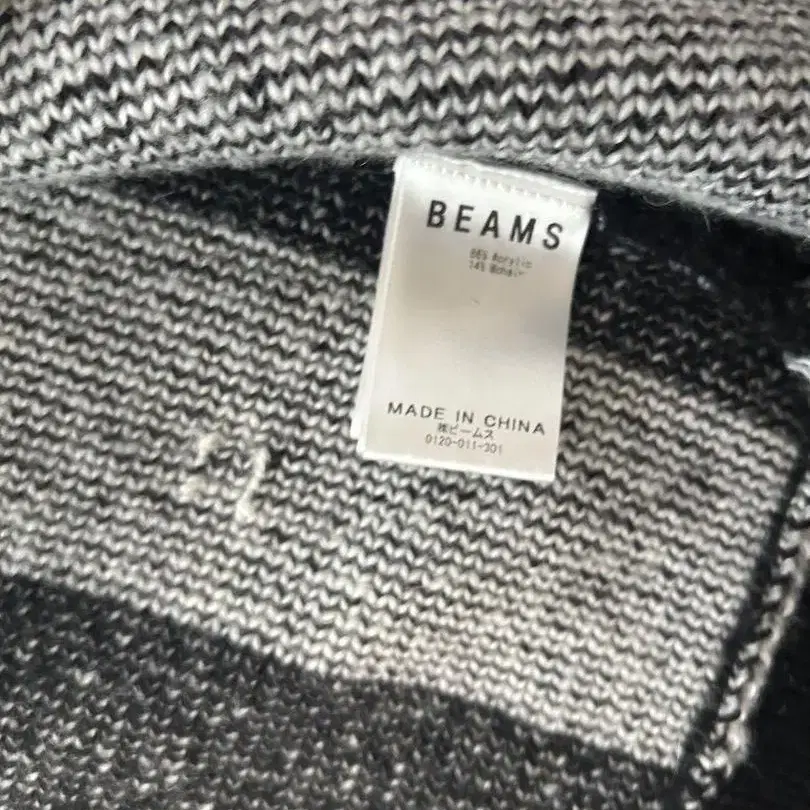 BEAMS
86% Acrylic
14% Mohair
MADE IN CHINA
㈱ビームス
0120-011-301